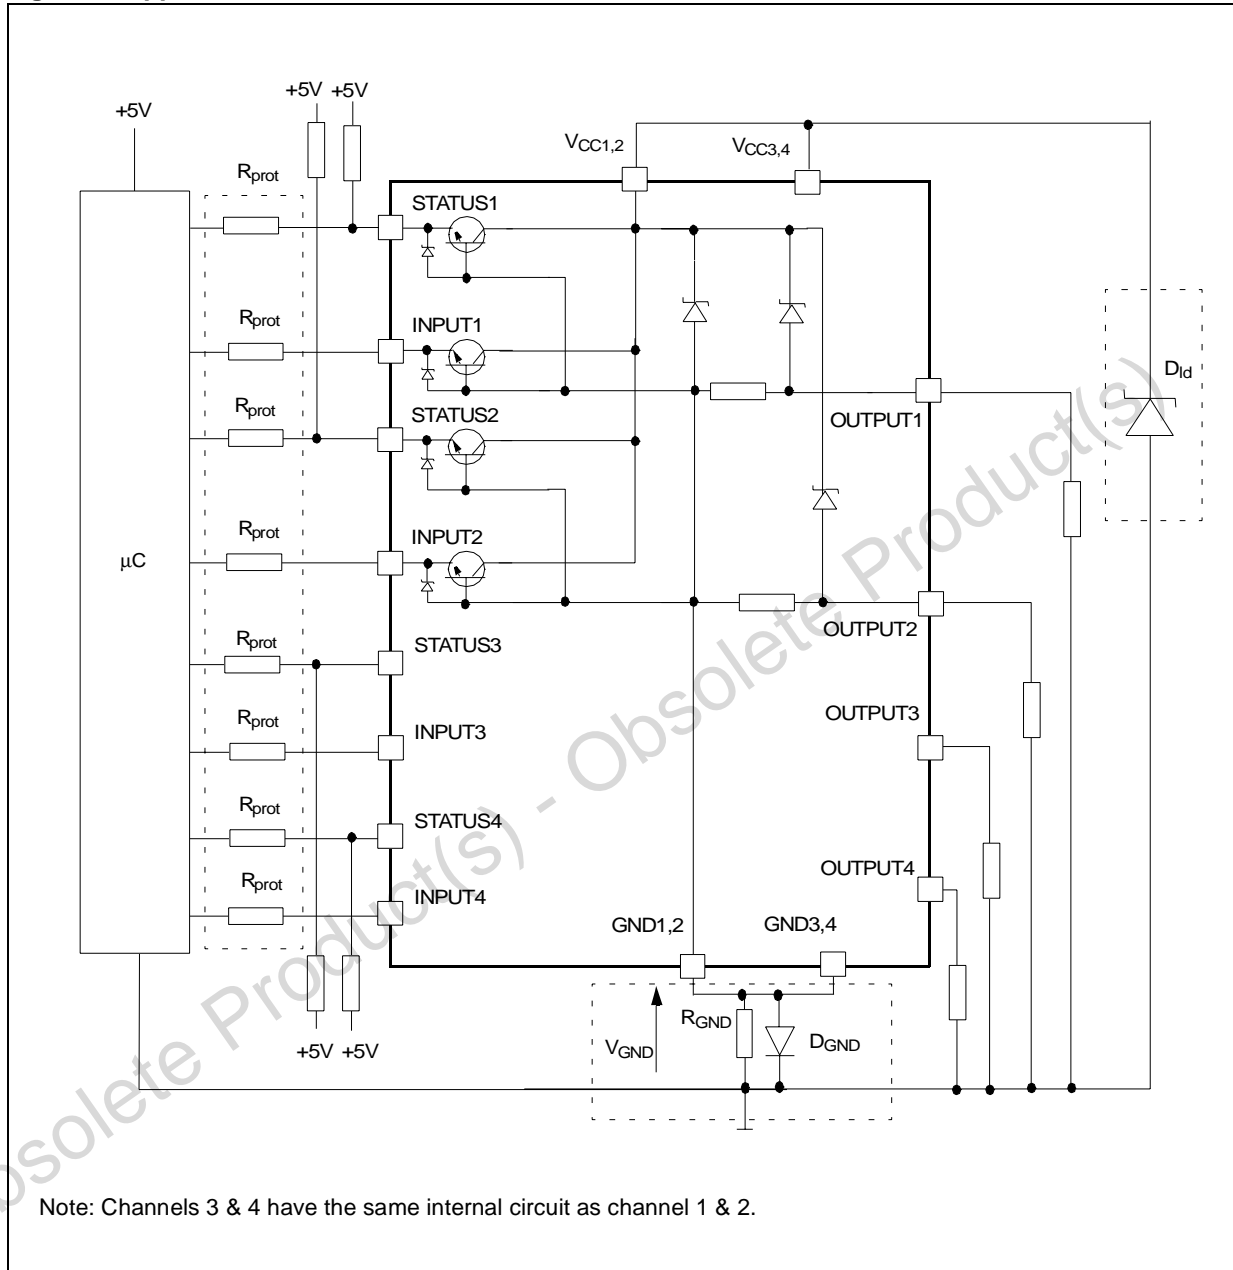 +5V
+5V +5V
VCC1,2
VCC3,4
Rprot
STATUS1
Rprot
INPUT1
Dld
Rprot
STATUS2
OUTPUT1
Rprot
INPUT2
μC
OUTPUT2
Rprot
STATUS3
OUTPUT3
Rprot
INPUT3
Rprot
STATUS4
OUTPUT4
Rprot
INPUT4
GND1,2
GND3,4
RGND
VGND
DGND
+5V +5V
Note: Channels 3 & 4 have the same internal circuit as channel 1 & 2.
Obsolete Product(s) - Obsolete Product(s)